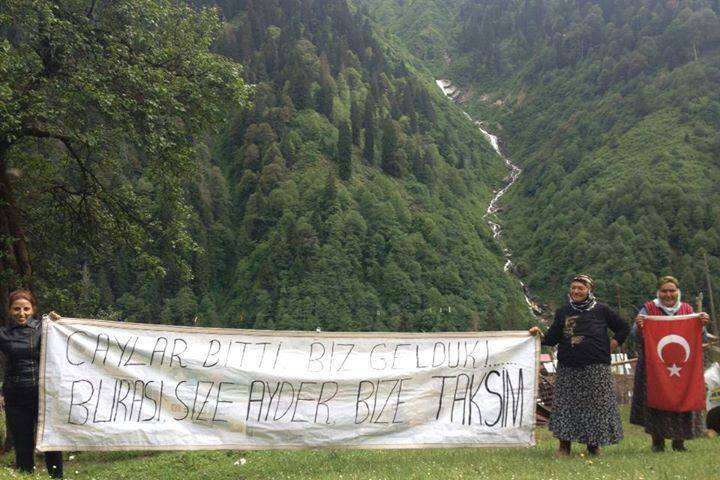 ÇAYLAR BİTTİ BİZ GELDUK!......
BURASI SİZE AYDER, BİZE TAKSİM